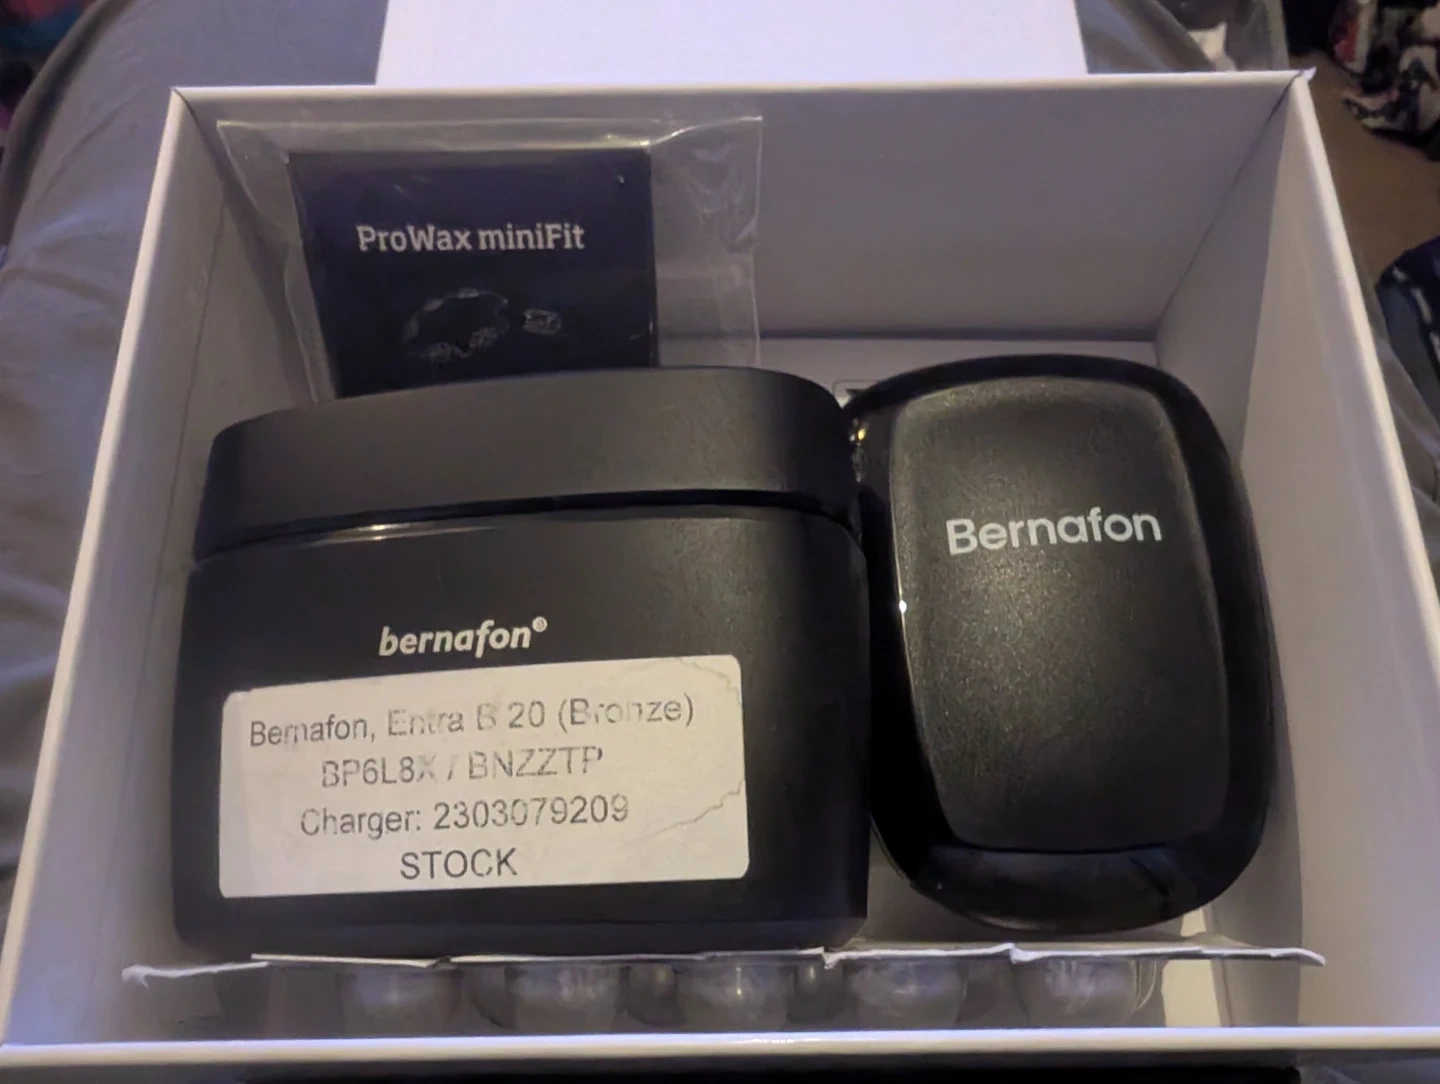 ProWax miniFit
Bernafon
bernafon®
Bernafon, Entra B 20 (Bronze)
BP6L8X / BNZZTP
Charger: 2303079209
STOCK